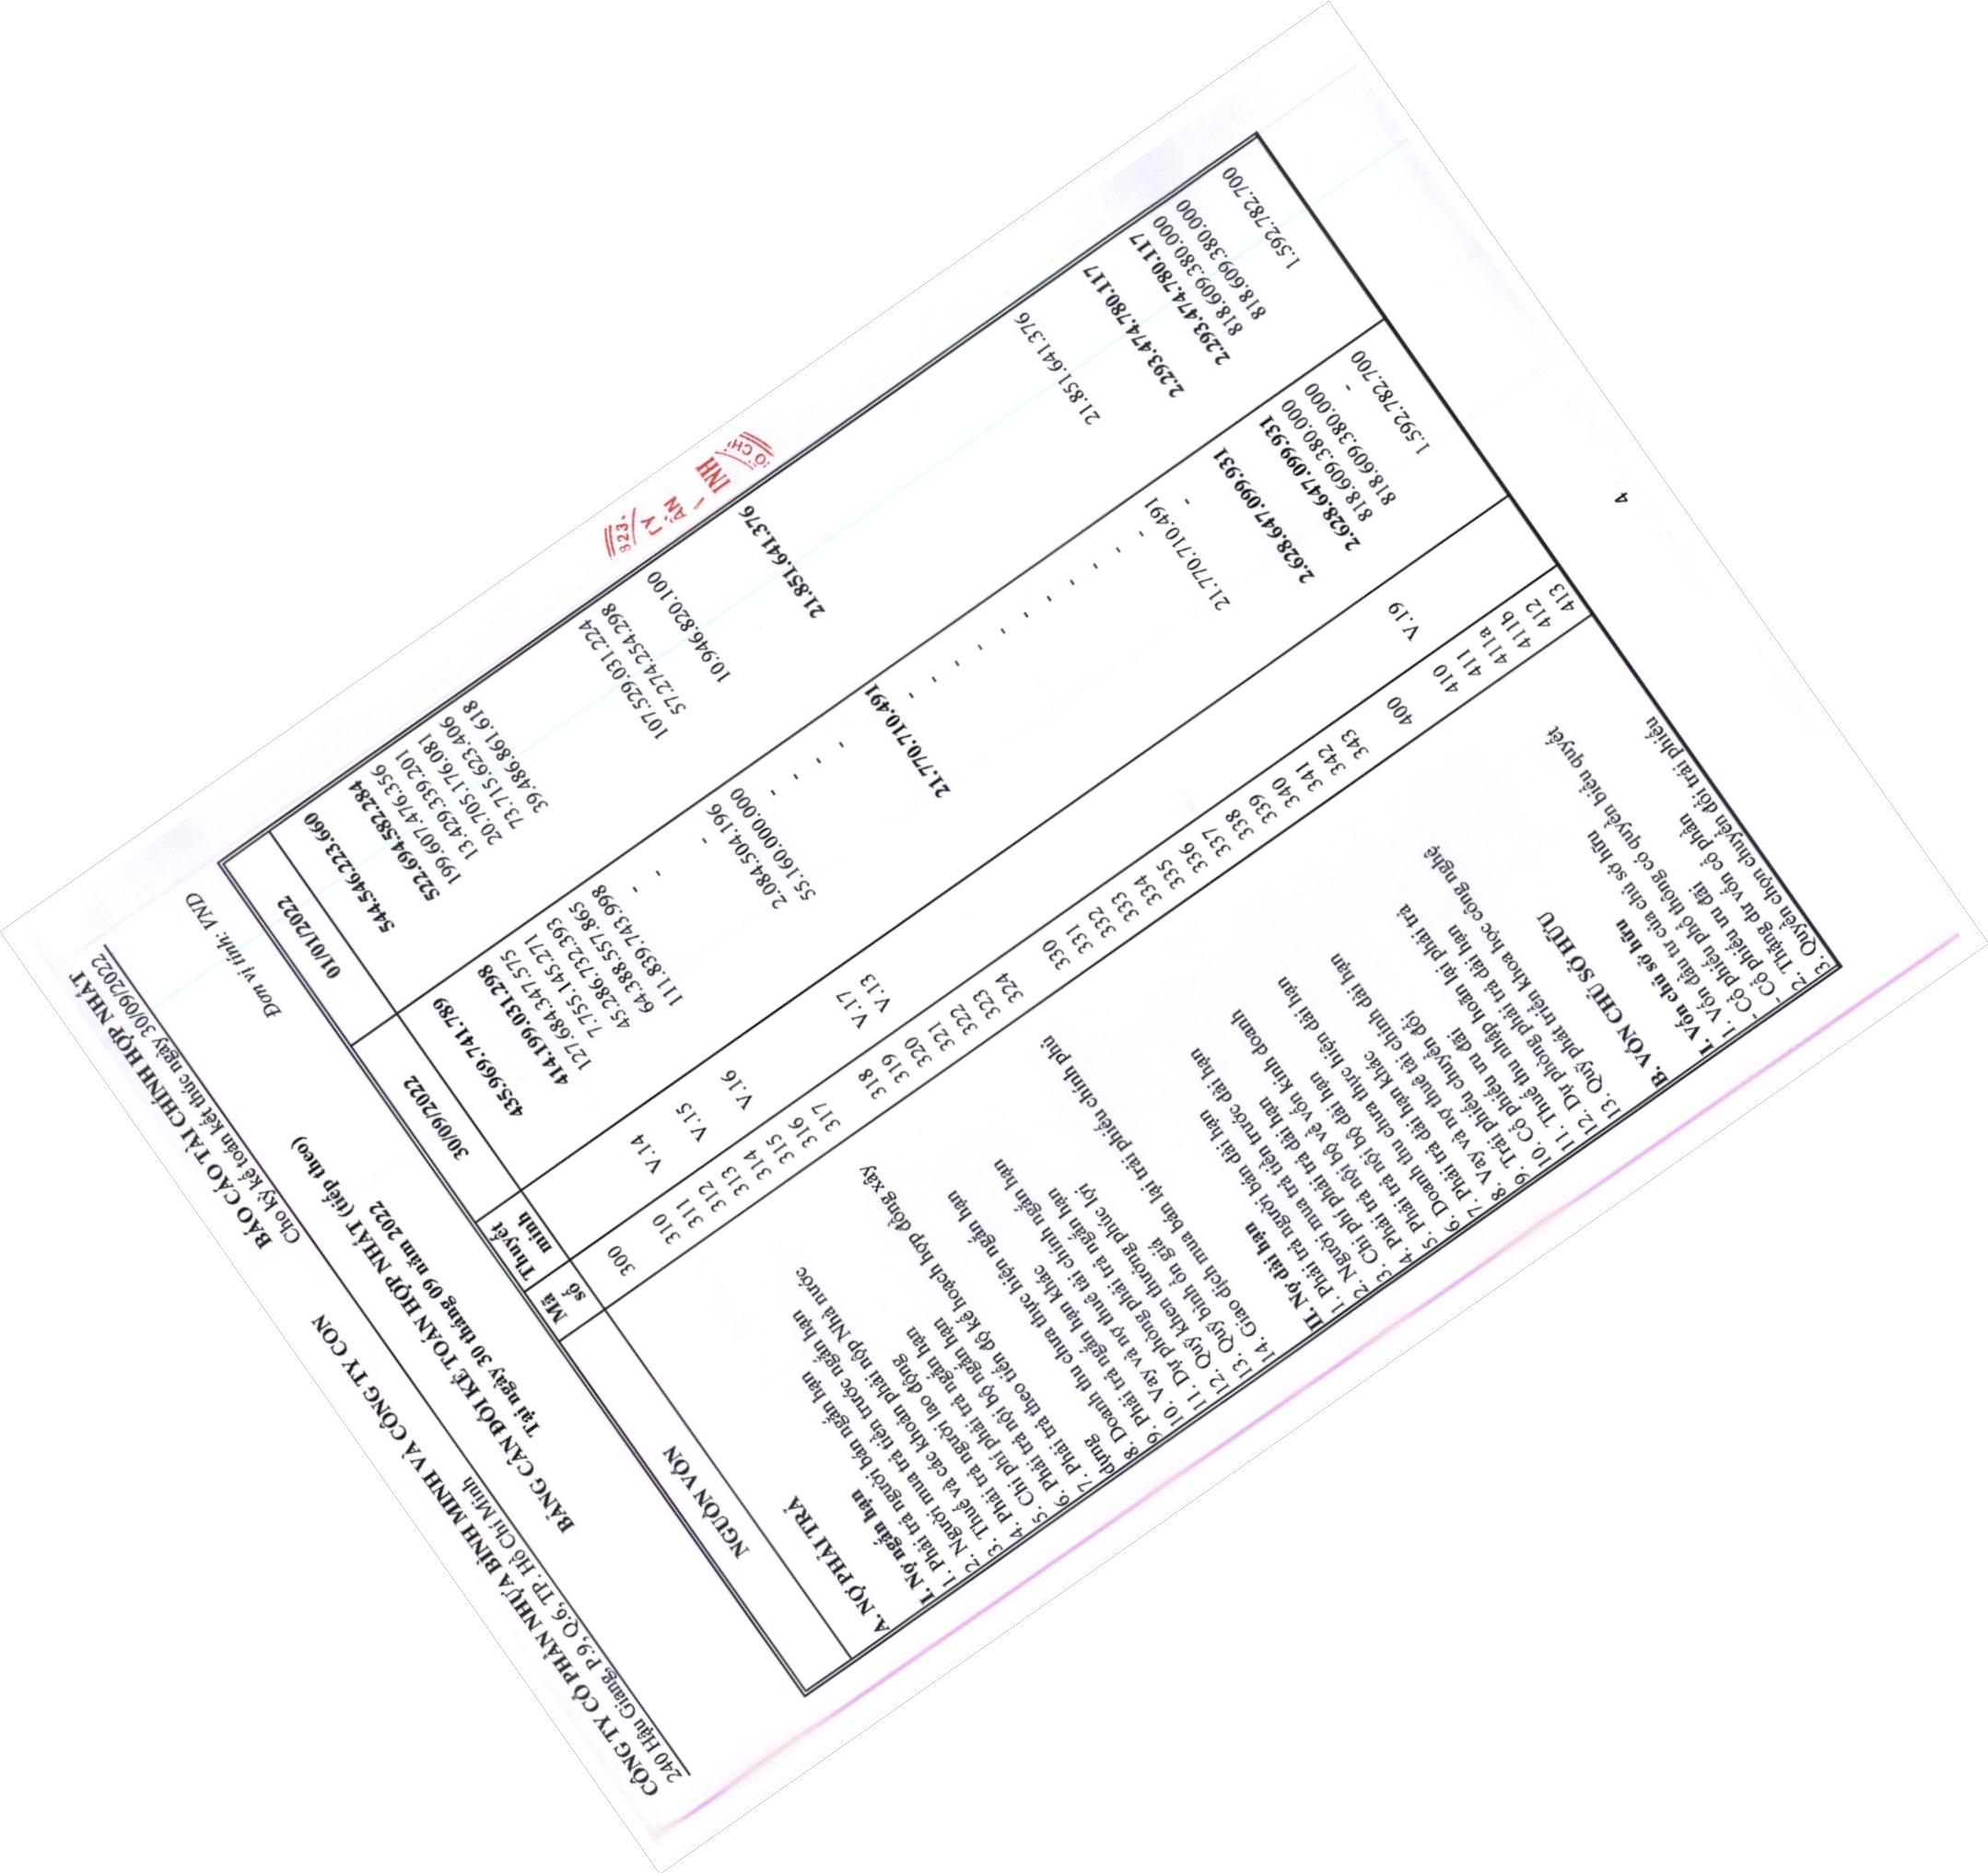 CÔNG TY CỔ PHẦN NHỰA BÌNH MINH VÀ CÔNG TY CON BÁO CÁO TÀI CHÍNH HỢP NHẤT
240 Hậu Giang, P.9, Q.6, TP. Hồ Chí Minh Cho kỳ kế toán kết thúc ngày 30/09/2022
BẢNG CÂN ĐỐI KẾ TOÁN HỢP NHẤT (tiếp theo)
Tại ngày 30 tháng 09 năm 2022
Đơn vị tính: VND
NGUỒN VỐN Mã số Thuyết minh 30/09/2022 01/01/2022
A. NỢ PHẢI TRẢ 300 435.969.741.789 544.546.223.660
I. Nợ ngắn hạn 310 414.199.031.298 522.694.582.284
1. Phải trả người bán ngắn hạn 311 V.14 127.684.347.575 199.607.476.356
2. Người mua trả tiền trước ngắn hạn 312 7.755.145.271 13.429.339.201
3. Thuế và các khoản phải nộp Nhà nước 313 V.15 45.286.732.393 20.705.176.081
4. Phải trả người lao động 314 64.388.557.865 73.715.623.406
5. Chi phí phải trả ngắn hạn 315 V.16 111.839.743.998 39.486.861.618
6. Phải trả nội bộ ngắn hạn 316 -
7. Phải trả theo tiến độ kế hoạch hợp đồng xây 317 -
dựng
8. Doanh thu chưa thực hiện ngắn hạn 318 -
9. Phải trả ngắn hạn khác 319 V.17 2.084.504.196 107.529.031.224
10. Vay và nợ thuê tài chính ngắn hạn 320 V.13 55.160.000.000 57.274.254.298
11. Dự phòng phải trả ngắn hạn 321 -
12. Quỹ khen thưởng phúc lợi 322 - 10.946.820.100
13. Quỹ bình ổn giá 323 -
14. Giao dịch mua bán lại trái phiếu chính phủ 324 -
II. Nợ dài hạn 330 21.770.710.491 21.851.641.376
1. Phải trả người bán dài hạn 331 -
2. Người mua trả tiền trước dài hạn 332 -
3. Chi phí phải trả dài hạn 333 -
4. Phải trả nội bộ về vốn kinh doanh 334 -
5. Phải trả nội bộ dài hạn 335 -
6. Doanh thu chưa thực hiện dài hạn 336 -
7. Phải trả dài hạn khác 337 -
8. Vay và nợ thuê tài chính dài hạn 338 -
9. Trái phiếu chuyển đổi 339 -
10. Cổ phiếu ưu đãi 340 -
11. Thuế thu nhập hoãn lại phải trả 341 -
12. Dự phòng phải trả dài hạn 342 21.770.710.491 21.851.641.376
13. Quỹ phát triển khoa học công nghệ 343 -
B. VỐN CHỦ SỞ HỮU 400 2.628.647.099.931 2.293.474.780.117
I. Vốn chủ sở hữu 410 V.19 2.628.647.099.931 2.293.474.780.117
1. Vốn đầu tư của chủ sở hữu 411 818.609.380.000 818.609.380.000
- Cổ phiếu phổ thông có quyền biểu quyết 411a 818.609.380.000 818.609.380.000
- Cổ phiếu ưu đãi 411b -
2. Thặng dư vốn cổ phần 412 1.592.782.700 1.592.782.700
3. Quyền chọn chuyển đổi trái phiếu 413
923.
TY
INH
4